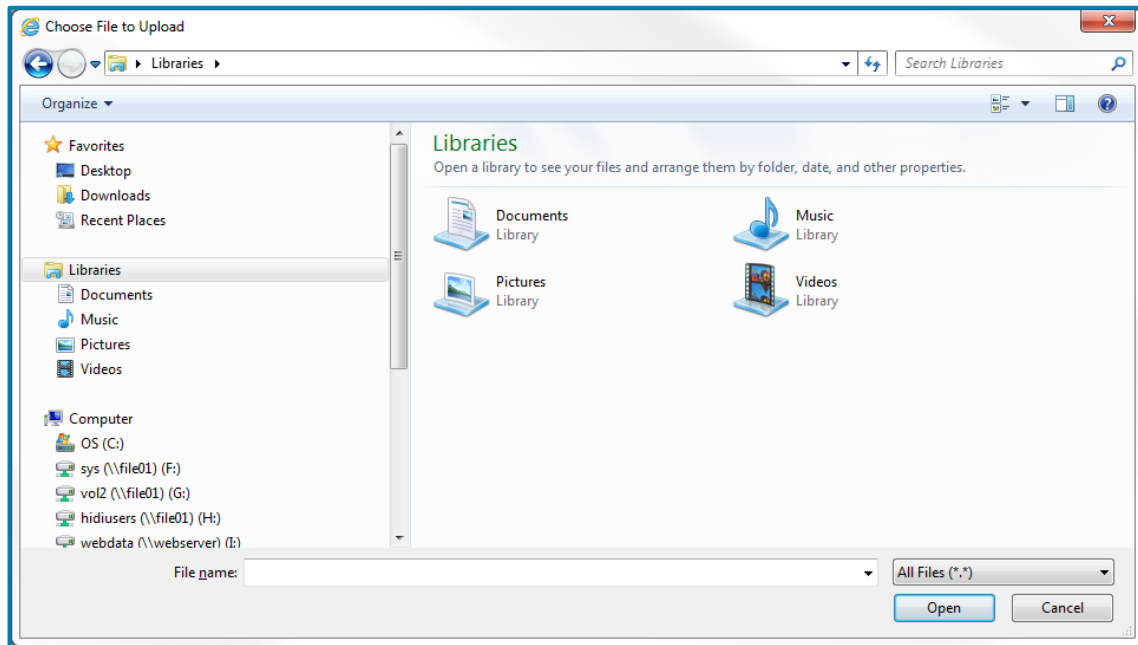 Choose File to Upload
Libraries
Search Libraries
Organize
Favorites
Desktop
Downloads
Recent Places
Libraries
Documents
Music
Pictures
Videos
Computer
OS (C:)
sys (\\file01) (F:)
vol2 (\\file01) (G:)
hidiusers (\\file01) (H:)
webdata (\\webserver) (I:)
Libraries
Open a library to see your files and arrange them by folder, date, and other properties.
Documents
Library
Music
Library
Pictures
Library
Videos
Library
File name:
All Files (*.*)
Open
Cancel